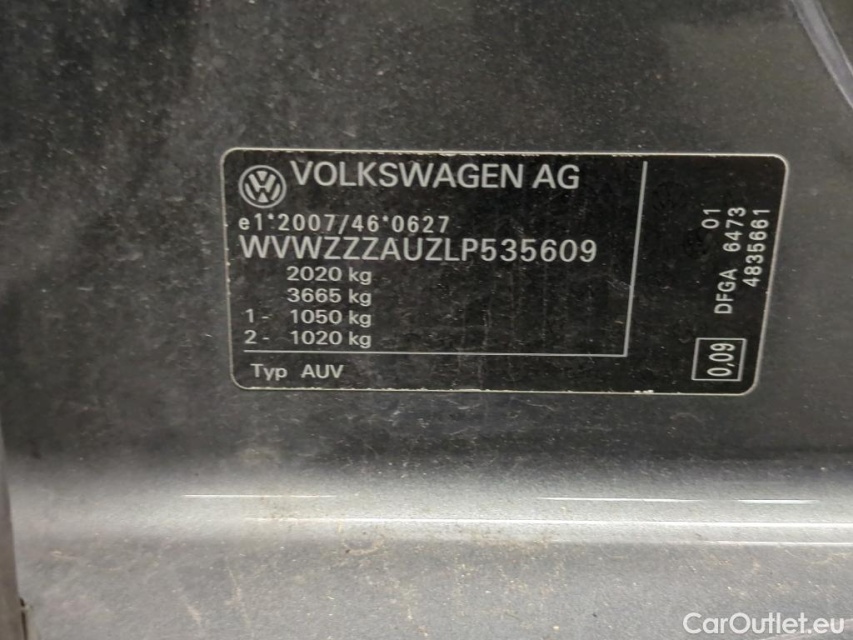 VOLKSWAGEN AG
e1*2007/46*0627
WVWZZZAUZLP535609
2020 kg
3665 kg
1- 1050 kg
2- 1020 kg
Typ AUV
01
DFGA 6473
4835661
0,09
CarOutlet.eu